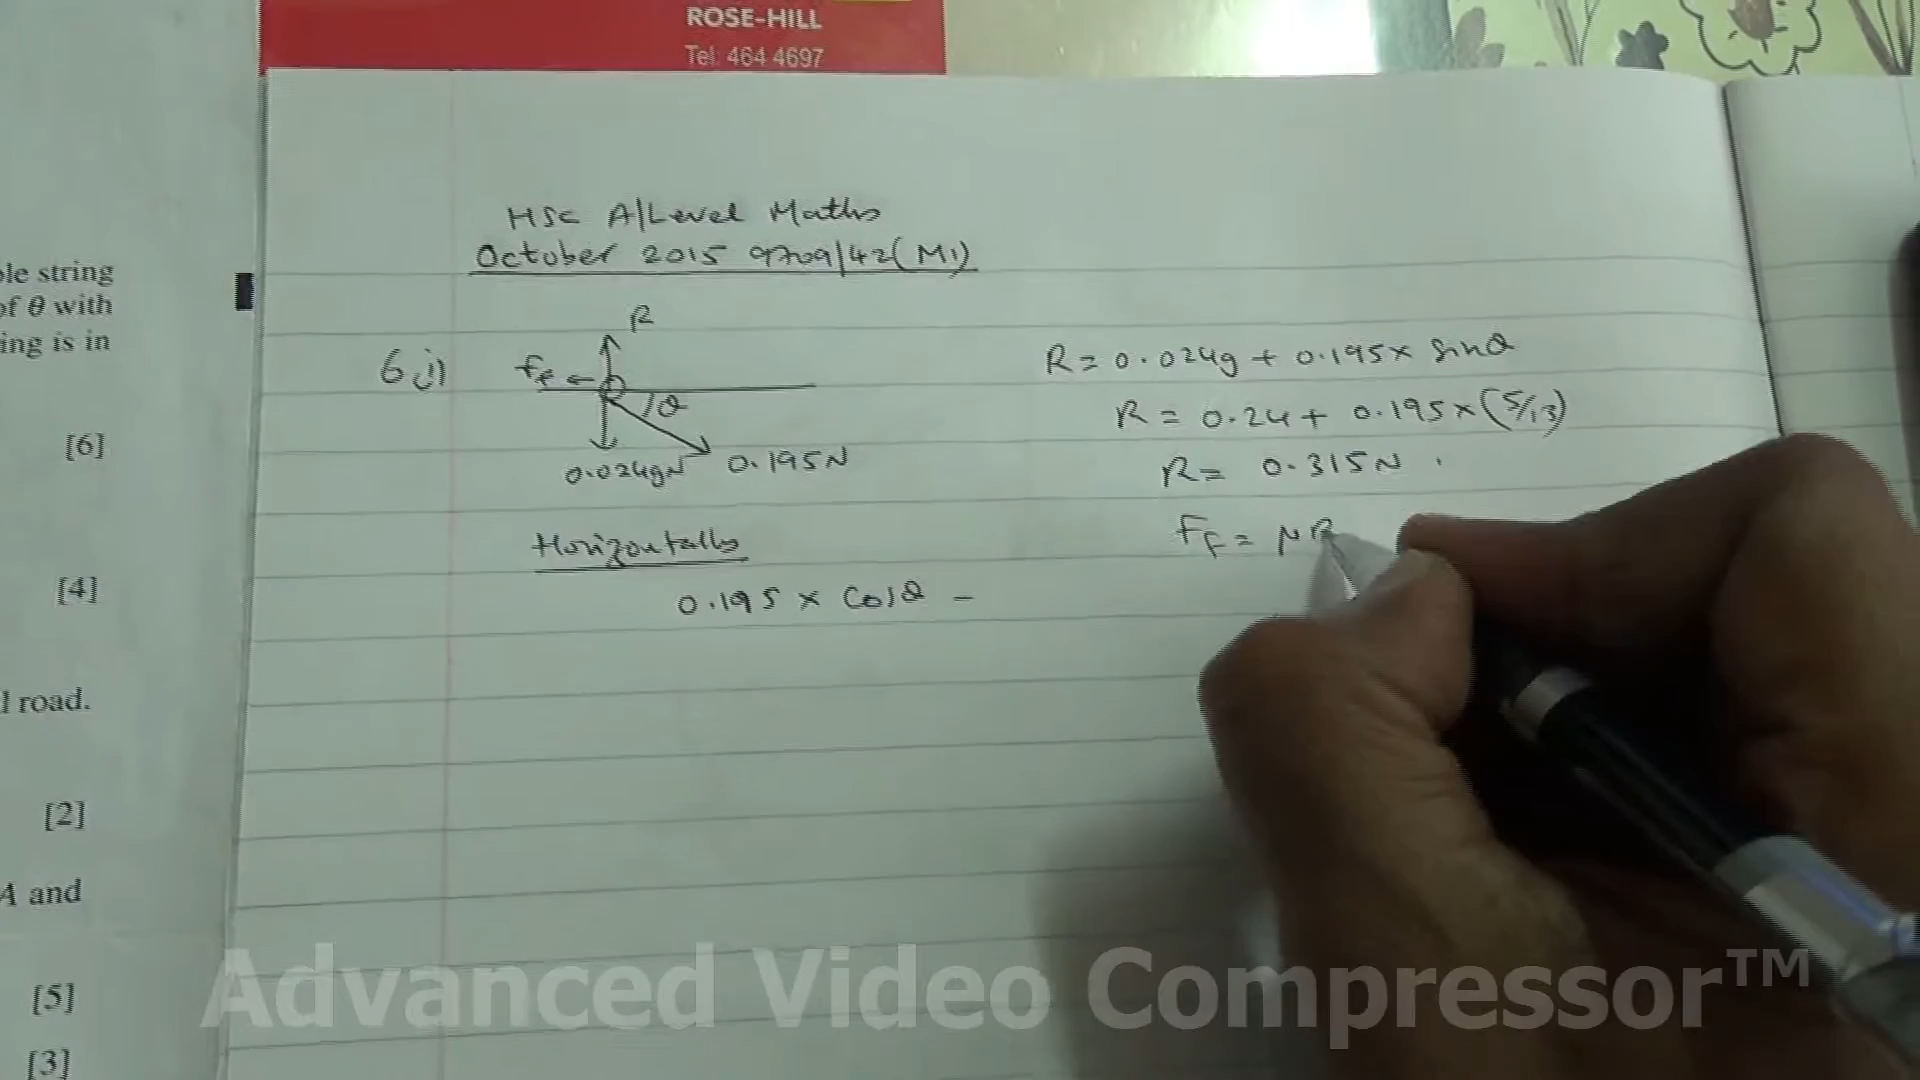 ROSE-HILL
Tel: 464 4697
HSC A/Level Maths
October 2015 9709/42(M1)
ble string
of θ with
ing is in
[6]
[4]
l road.
[2]
A and
[5]
[3]
6 i)
R
FF
θ
0.024gN
0.195N
Horizontally
0.195 × Cosθ –
R = 0.024g + 0.195 × Sinθ
R = 0.24 + 0.195 × (5/13)
R = 0.315N .
FF = μR
Advanced Video Compressor™